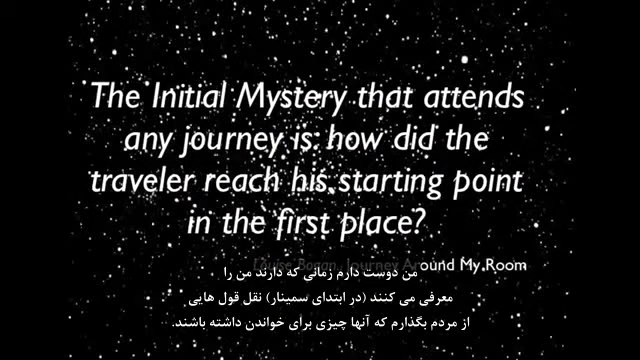 The Initial Mystery that attends
any journey is: how did the
traveler reach his starting point
in the first place?
Louise Bogan, Journey Around My Room
من دوست دارم زمانی که دارند من را
معرفی می کنند (در ابتدای سمینار) نقل قول هایی
از مردم بگذارم که آنها چیزی برای خواندن داشته باشند.